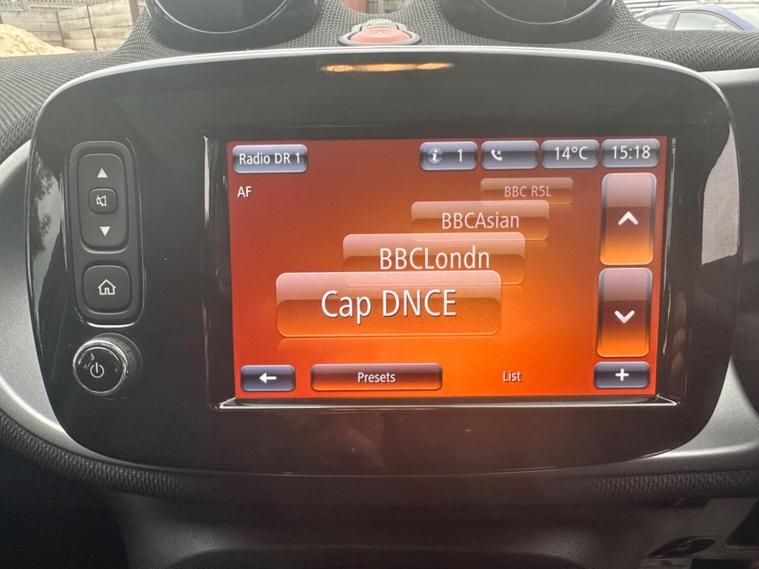 Radio DR 1
1
14°C
15:18
AF
BBC R5L
BBCAsian
BBCLondn
Cap DNCE
Presets
List